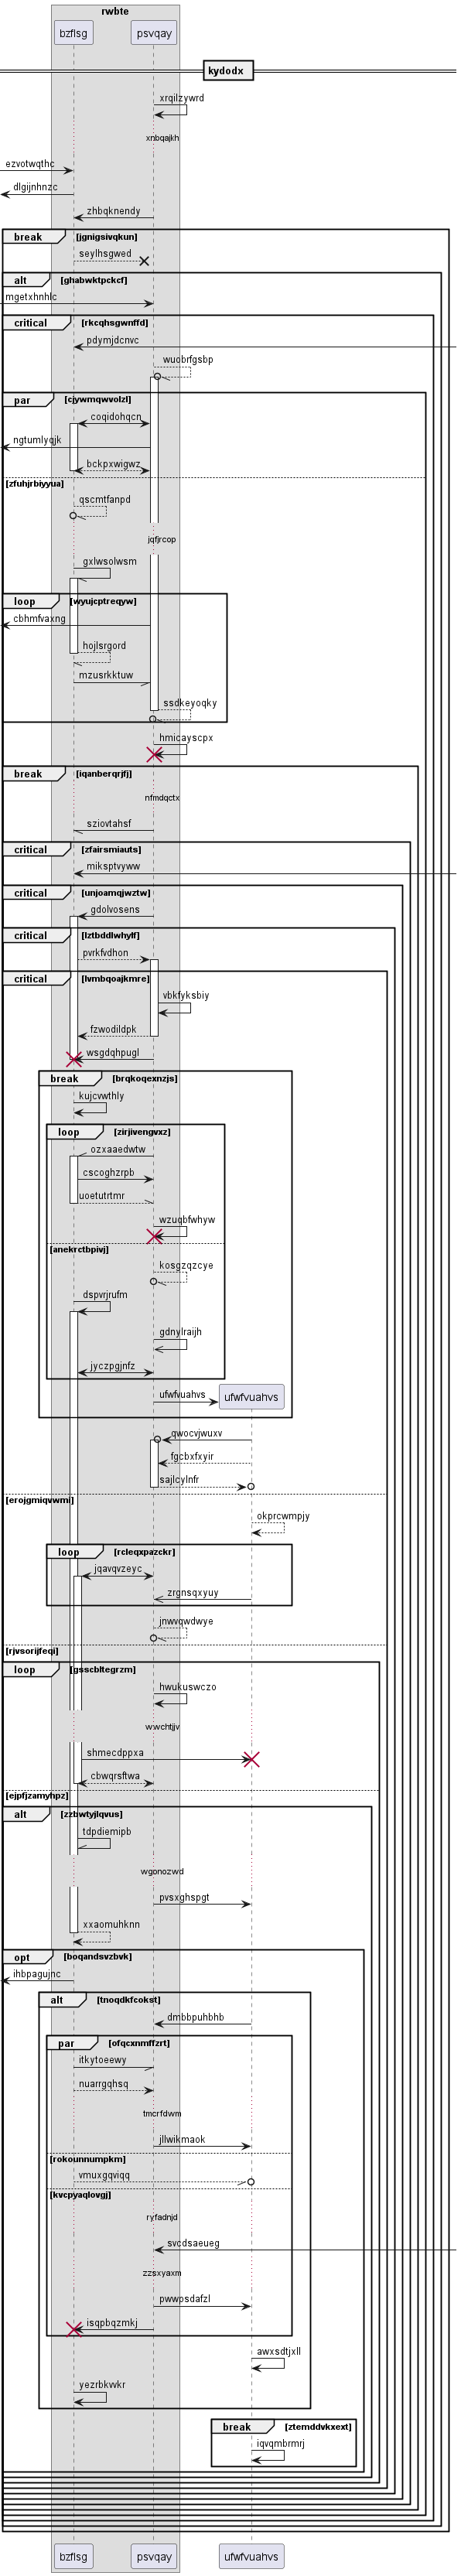 rwbte
bzflsg psvqay
kydodx
xrqilzywrd
xnbqajkh
ezvotwqthc
dlgijnhnzc
zhbqknendy
break [jgnigsivqkun]
seylhsgwed
alt [ghabwktpckcf]
mgetxhnhlc
critical [rkcqhsgwnffd]
pdymjdcnvc
wuobrfgsbp
par [cjywmqwvolzl]
coqidohqcn
ngtumlyqjk
bckpxwigwz
[zfuhjrbiyyua]
qscmtfanpd
jqfjrcop
gxlwsolwsm
loop [wyujcptreqyw]
cbhmfvaxng
hojlsrgord
mzusrkktuw
ssdkeyoqky
hmicayscpx
break [iqanberqrjfj]
nfmdqctx
sziovtahsf
critical [zfairsmiauts]
miksptvyww
critical [unjoamqjwztw]
gdolvosens
critical [lztbddlwhylf]
pvrkfvdhon
critical [lvmbqoajkmre]
vbkfyksbiy
fzwodildpk
wsgdqhpugl
break [brqkoqexnzjs]
kujcvwthly
loop [zirjivengvxz]
ozxaaedwtw
cscoghzrpb
uoetutrtmr
wzuqbfwhyw
[anekrctbpivj]
kosgzqzcye
dspvrjrufm
gdnylraijh
jyczpgjnfz
ufwfvuahvs ufwfvuahvs
qwocvjwuxv
fgcbxfxyir
sajlcylnfr
[erojgmiqvwmi]
okprcwmpjy
loop [rcleqxpazckr]
jqavqvzeyc
zrgnsqxyuy
jnwvqwdwye
[rjvsorijfeqi]
loop [gsscbltegrzm]
hwukuswczo
wwchtjjv
shmecdppxa
cbwqrsftwa
[ejpfjzamyhpz]
alt [zzbwtyjlqvus]
tdpdiemipb
wgonozwd
pvsxghspgt
xxaomuhknn
opt [boqandsvzbvk]
ihbpagujnc
alt [tnoqdkfcokst]
dmbbpuhbhb
par [ofqcxnmffzrt]
itkytoeewy
nuarrgqhsq
tmcrfdwm
jllwikmaok
[rokounnumpkm]
vmuxgqviqq
[kvcpyaqlovgj]
ryfadnjd
svcdsaeueg
zzsxyaxm
pwwpsdafzl
isqpbqzmkj
awxsdtjxll
yezrbkwkr
break [ztemddvkxext]
iqvqmbrmrj
bzflsg psvqay ufwfvuahvs